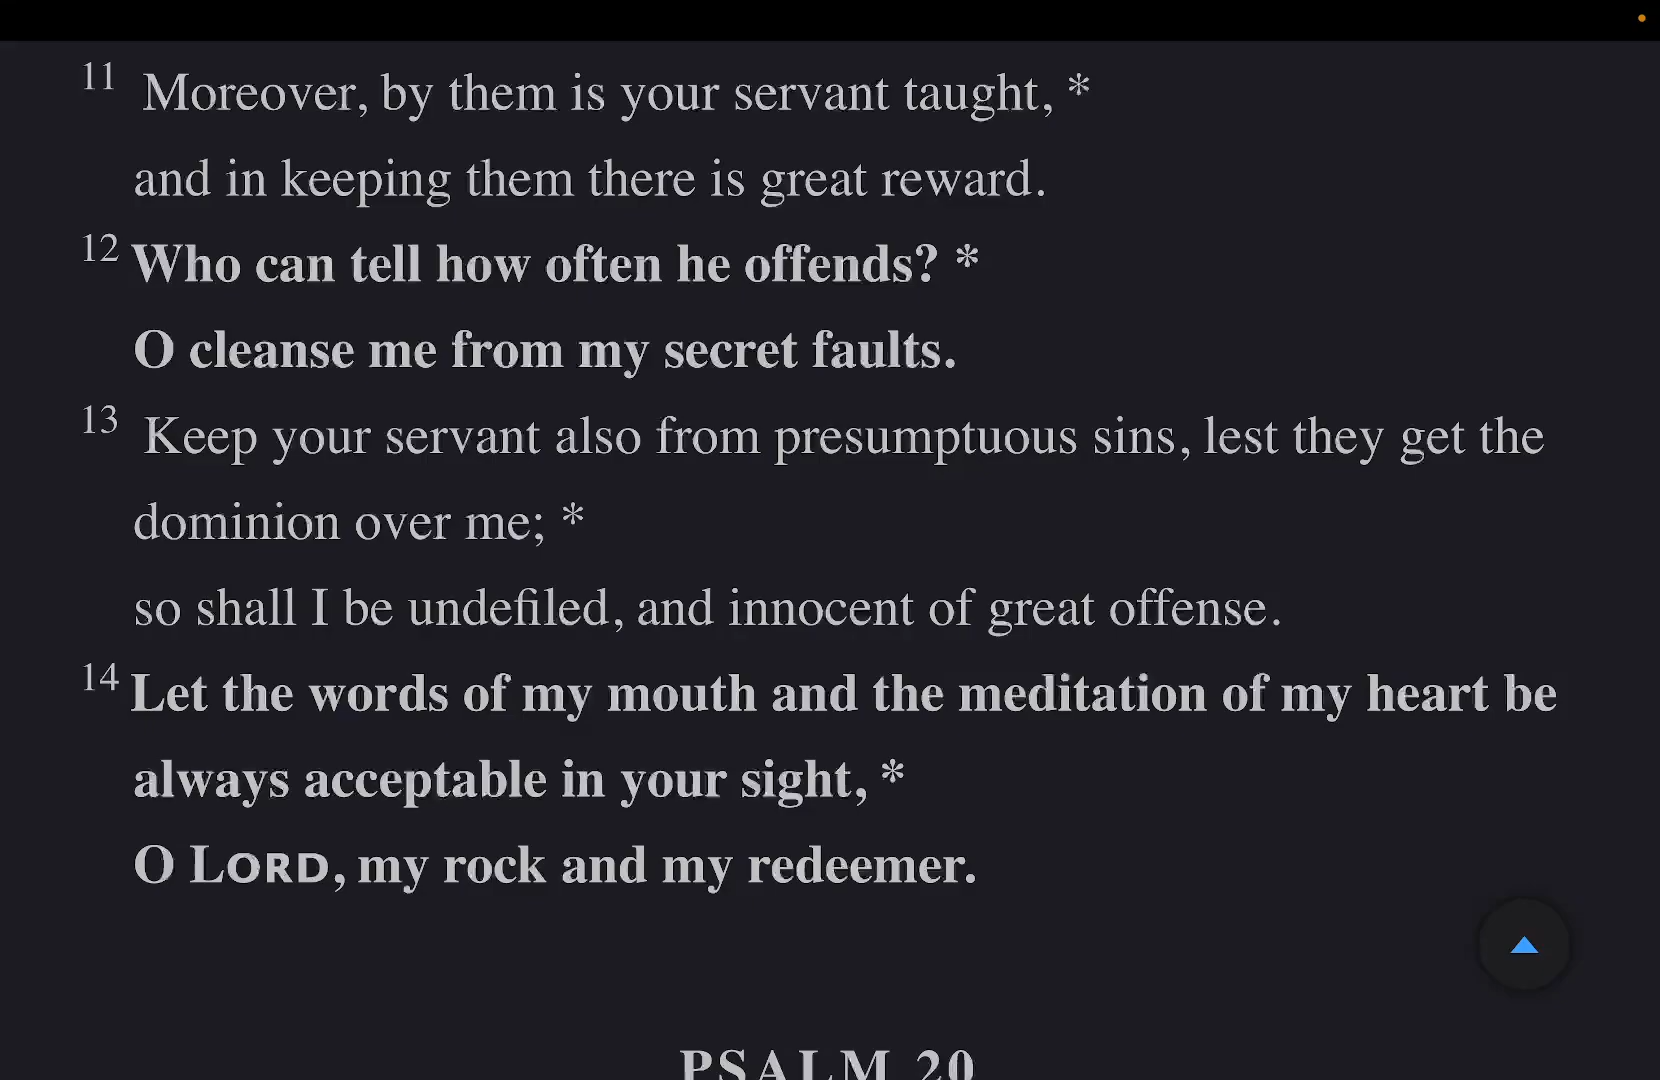 11 Moreover, by them is your servant taught, *
and in keeping them there is great reward.
12 Who can tell how often he offends? *
O cleanse me from my secret faults.
13 Keep your servant also from presumptuous sins, lest they get the
dominion over me; *
so shall I be undefiled, and innocent of great offense.
14 Let the words of my mouth and the meditation of my heart be
always acceptable in your sight, *
O LORD, my rock and my redeemer.
PSALM 20